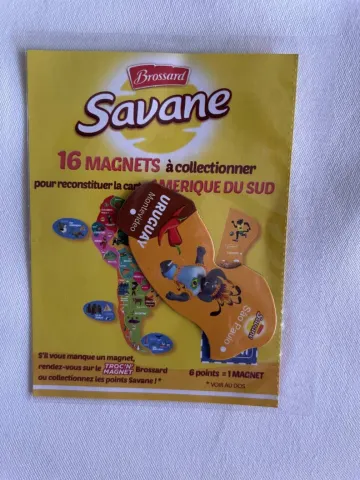 Brossard
Savane
16 MAGNETS à collectionner
pour reconstituer la carte AMERIQUE DU SUD
URUGUAY
Montevideo
São Paulo
S'il vous manque un magnet,
rendez-vous sur le TROC'N'MAGNET Brossard
ou collectionnez les points Savane ! *
6 points = 1 MAGNET
* VOIR AU DOS